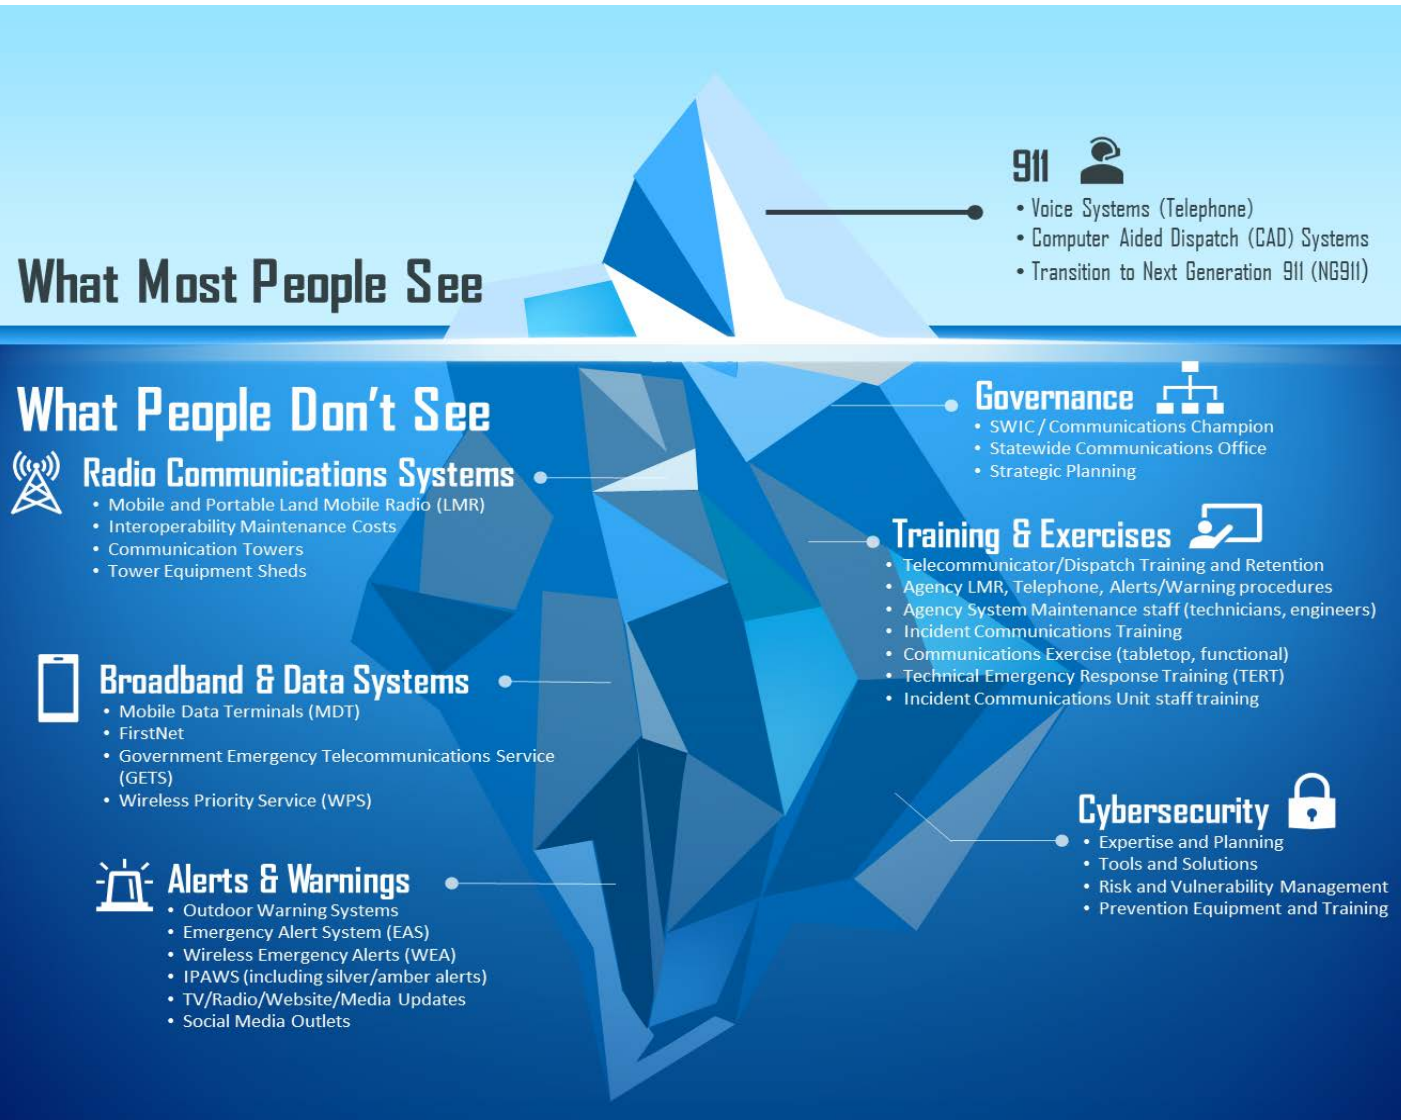 911
• Voice Systems (Telephone)
• Computer Aided Dispatch (CAD) Systems
• Transition to Next Generation 911 (NG911)
What Most People See
What People Don't See
Radio Communications Systems
• Mobile and Portable Land Mobile Radio (LMR)
• Interoperability Maintenance Costs
• Communication Towers
• Tower Equipment Sheds
Broadband & Data Systems
• Mobile Data Terminals (MDT)
• FirstNet
• Government Emergency Telecommunications Service
(GETS)
• Wireless Priority Service (WPS)
Alerts & Warnings
• Outdoor Warning Systems
• Emergency Alert System (EAS)
• Wireless Emergency Alerts (WEA)
• IPAWS (including silver/amber alerts)
• TV/Radio/Website/Media Updates
• Social Media Outlets
Governance
• SWIC / Communications Champion
• Statewide Communications Office
• Strategic Planning
Training & Exercises
• Telecommunicator/Dispatch Training and Retention
• Agency LMR, Telephone, Alerts/Warning procedures
• Agency System Maintenance staff (technicians, engineers)
• Incident Communications Training
• Communications Exercise (tabletop, functional)
• Technical Emergency Response Training (TERT)
• Incident Communications Unit staff training
Cybersecurity
• Expertise and Planning
• Tools and Solutions
• Risk and Vulnerability Management
• Prevention Equipment and Training